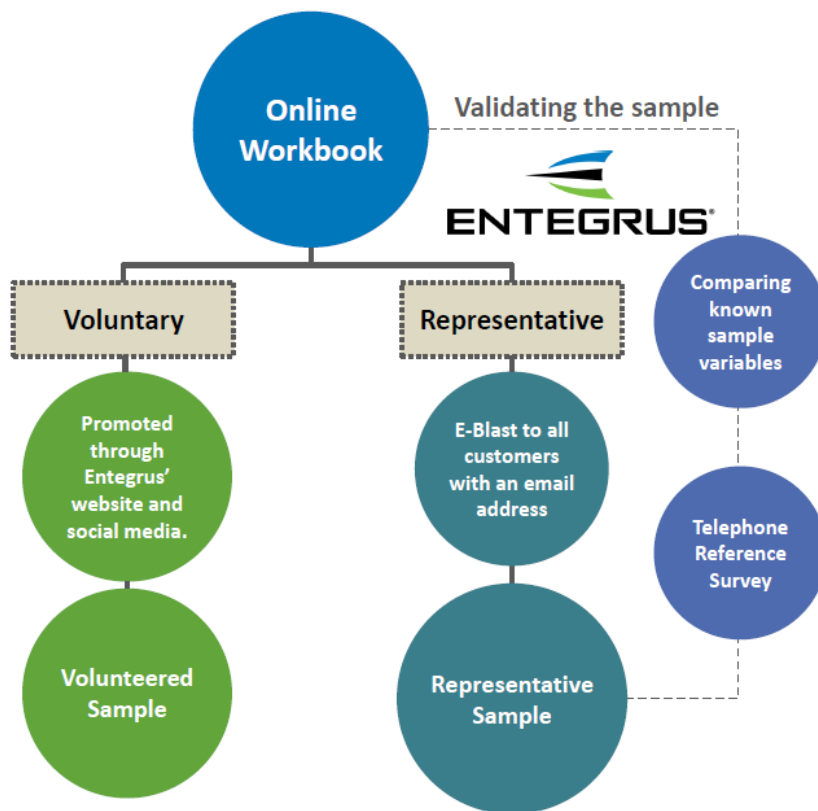 Online
Workbook
Validating the sample
ENTEGRUS®
Voluntary
Representative
Comparing
known
sample
variables
Promoted
through
Entegrus’
website and
social media.
E-Blast to all
customers
with an email
address
Telephone
Reference
Survey
Volunteered
Sample
Representative
Sample